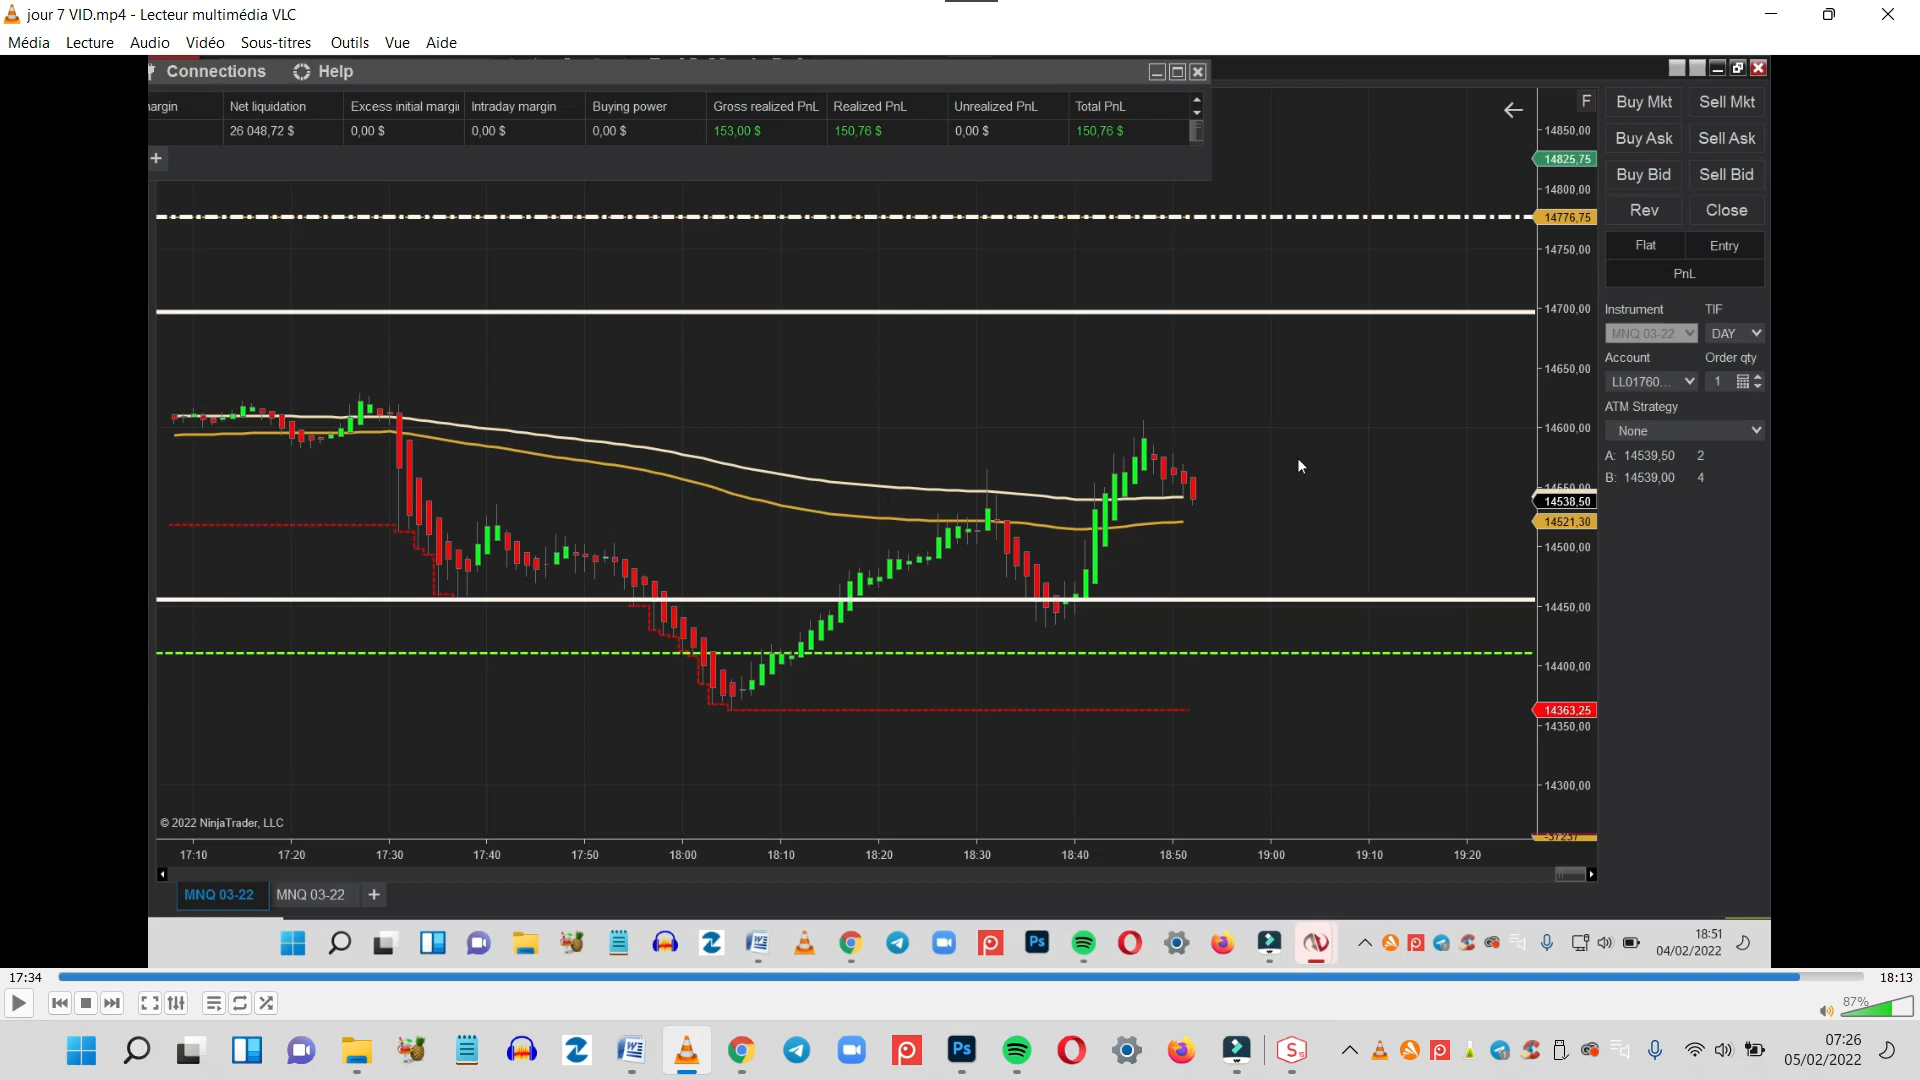 jour 7 VID.mp4 - Lecteur multimédia VLC
Média Lecture Audio Vidéo Sous-titres Outils Vue Aide
Connections Help
Net liquidation Excess initial margi Intraday margin Buying power Gross realized PnL Realized PnL Unrealized PnL Total PnL
26 048,72 $ 0,00 $ 0,00 $ 0,00 $ 153,00 $ 150,76 $ 0,00 $ 150,76 $
+
F
14850,00
14825,75
14800,00
14776,75
14750,00
14700,00
14650,00
14600,00
14550,00
14538,50
14521,30
14500,00
14450,00
14400,00
14363,25
14350,00
14300,00
Buy Mkt Sell Mkt
Buy Ask Sell Ask
Buy Bid Sell Bid
Rev Close
Flat Entry
PnL
Instrument TIF
MNQ 03-22 DAY
Account Order qty
LL01760... 1
ATM Strategy
None
A: 14539,50 2
B: 14539,00 4
© 2022 NinjaTrader, LLC
17:10 17:20 17:30 17:40 17:50 18:00 18:10 18:20 18:30 18:40 18:50 19:00 19:10 19:20
MNQ 03-22 MNQ 03-22 +
Ps
18:51
04/02/2022
17:34 18:13
87%
Ps
07:26
05/02/2022